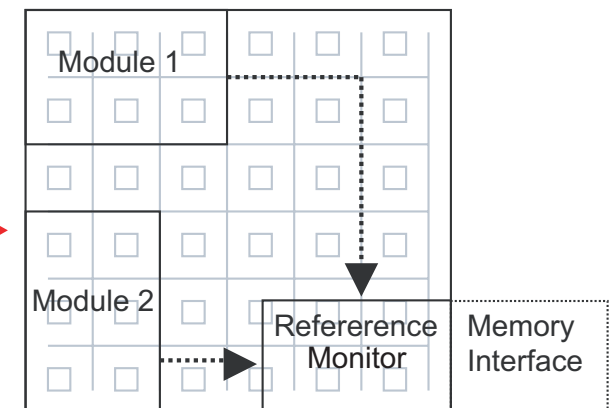 Module 1
Module 2
Refererence
Monitor
Memory
Interface